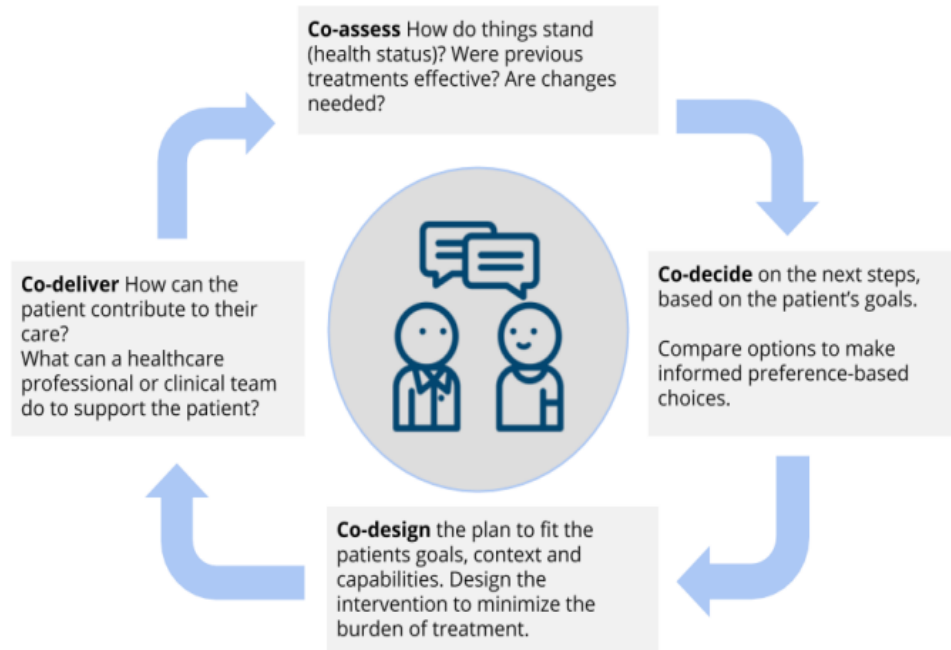 Co-assess How do things stand
(health status)? Were previous
treatments effective? Are changes
needed?
Co-decide on the next steps,
based on the patient's goals.
Compare options to make
informed preference-based
choices.
Co-design the plan to fit the
patients goals, context and
capabilities. Design the
intervention to minimize the
burden of treatment.
Co-deliver How can the
patient contribute to their
care?
What can a healthcare
professional or clinical team
do to support the patient?